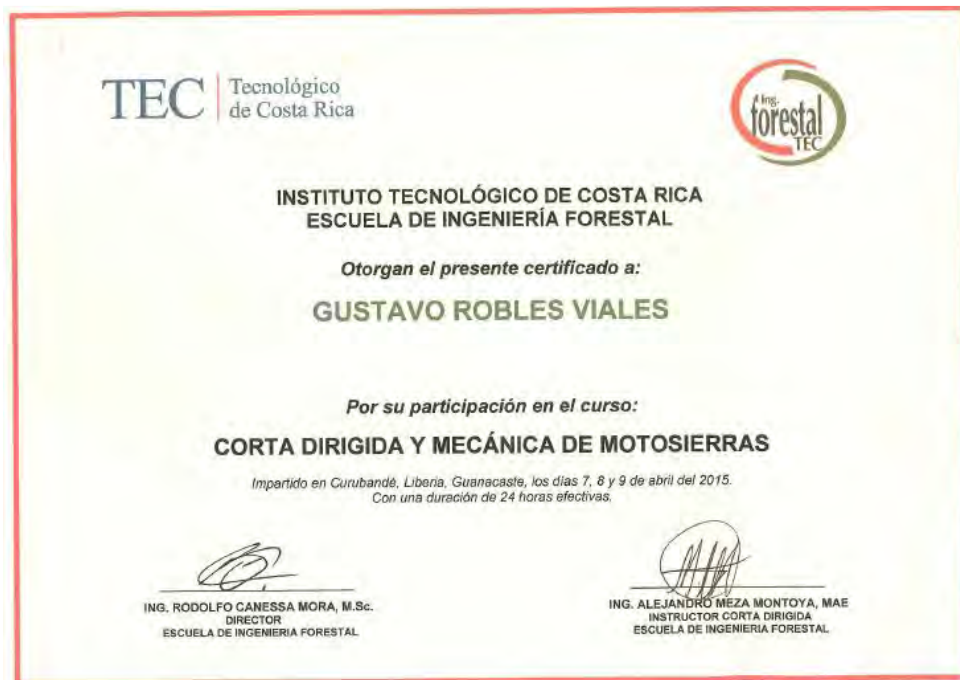 TEC
Tecnológico
de Costa Rica
Ing.
forestal
TEC
INSTITUTO TECNOLÓGICO DE COSTA RICA
ESCUELA DE INGENIERÍA FORESTAL
Otorgan el presente certificado a:
GUSTAVO ROBLES VIALES
Por su participación en el curso:
CORTA DIRIGIDA Y MECÁNICA DE MOTOSIERRAS
Impartido en Curubandé, Liberia, Guanacaste, los días 7, 8 y 9 de abril del 2015.
Con una duración de 24 horas efectivas.
ING. RODOLFO CANESSA MORA, M.Sc.
DIRECTOR
ESCUELA DE INGENIERIA FORESTAL
ING. ALEJANDRO MEZA MONTOYA, MAE
INSTRUCTOR CORTA DIRIGIDA
ESCUELA DE INGENIERIA FORESTAL